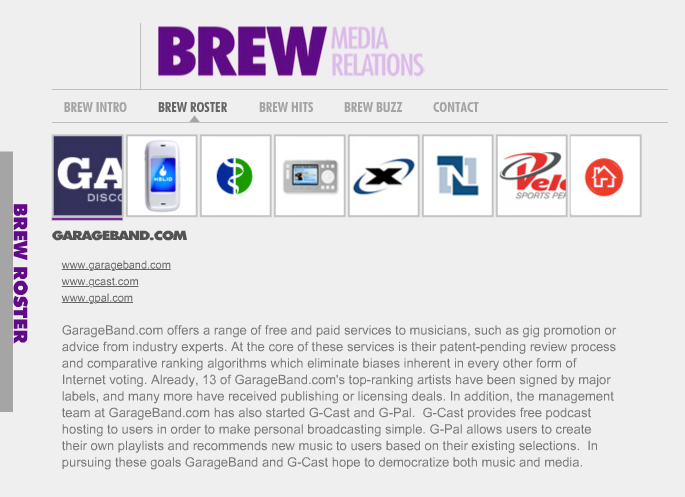 BREW MEDIA
RELATIONS
BREW INTRO BREW ROSTER BREW HITS BREW BUZZ CONTACT
GA
DISCO
HELIO
X
N
Velo
SPORTS PER
BREW ROSTER
GARAGEBAND.COM
www.garageband.com
www.gcast.com
www.gpal.com
GarageBand.com offers a range of free and paid services to musicians, such as gig promotion or
advice from industry experts. At the core of these services is their patent-pending review process
and comparative ranking algorithms which eliminate biases inherent in every other form of
Internet voting. Already, 13 of GarageBand.com's top-ranking artists have been signed by major
labels, and many more have received publishing or licensing deals. In addition, the management
team at GarageBand.com has also started G-Cast and G-Pal.  G-Cast provides free podcast
hosting to users in order to make personal broadcasting simple. G-Pal allows users to create
their own playlists and recommends new music to users based on their existing selections.  In
pursuing these goals GarageBand and G-Cast hope to democratize both music and media.